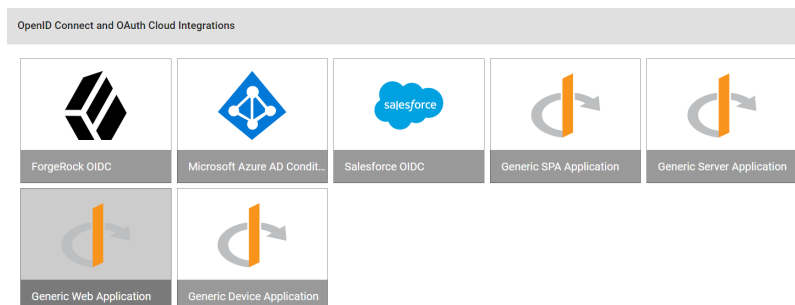 OpenID Connect and OAuth Cloud Integrations
salesforce
ForgeRock OIDC
Microsoft Azure AD Condit...
Salesforce OIDC
Generic SPA Application
Generic Server Application
Generic Web Application
Generic Device Application